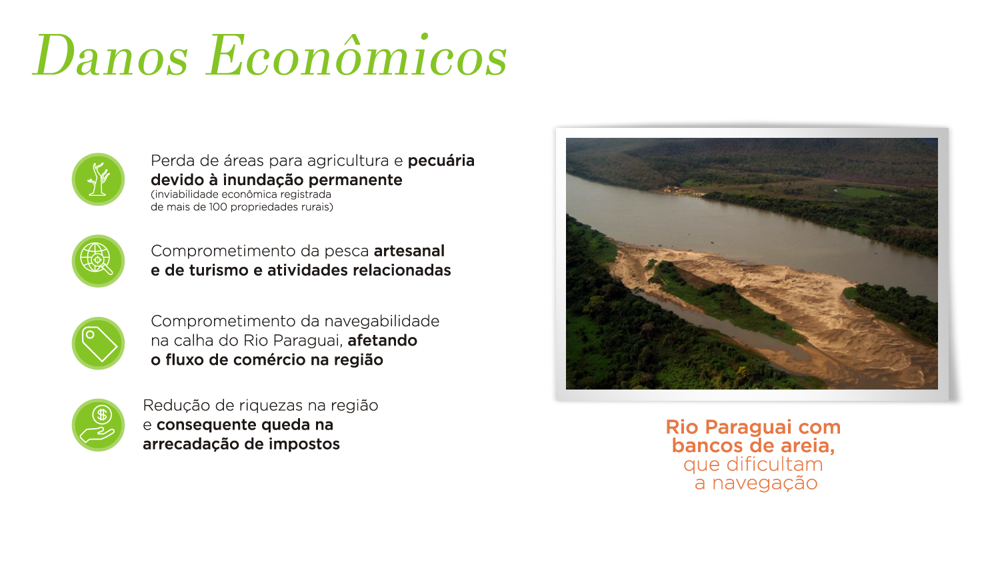 Danos Econômicos
Perda de áreas para agricultura e pecuária
devido à inundação permanente
(inviabilidade econômica registrada
de mais de 100 propriedades rurais)
Comprometimento da pesca artesanal
e de turismo e atividades relacionadas
Comprometimento da navegabilidade
na calha do Rio Paraguai, afetando
o fluxo de comércio na região
$
Redução de riquezas na região
e consequente queda na
arrecadação de impostos
Rio Paraguai com
bancos de areia,
que dificultam
a navegação